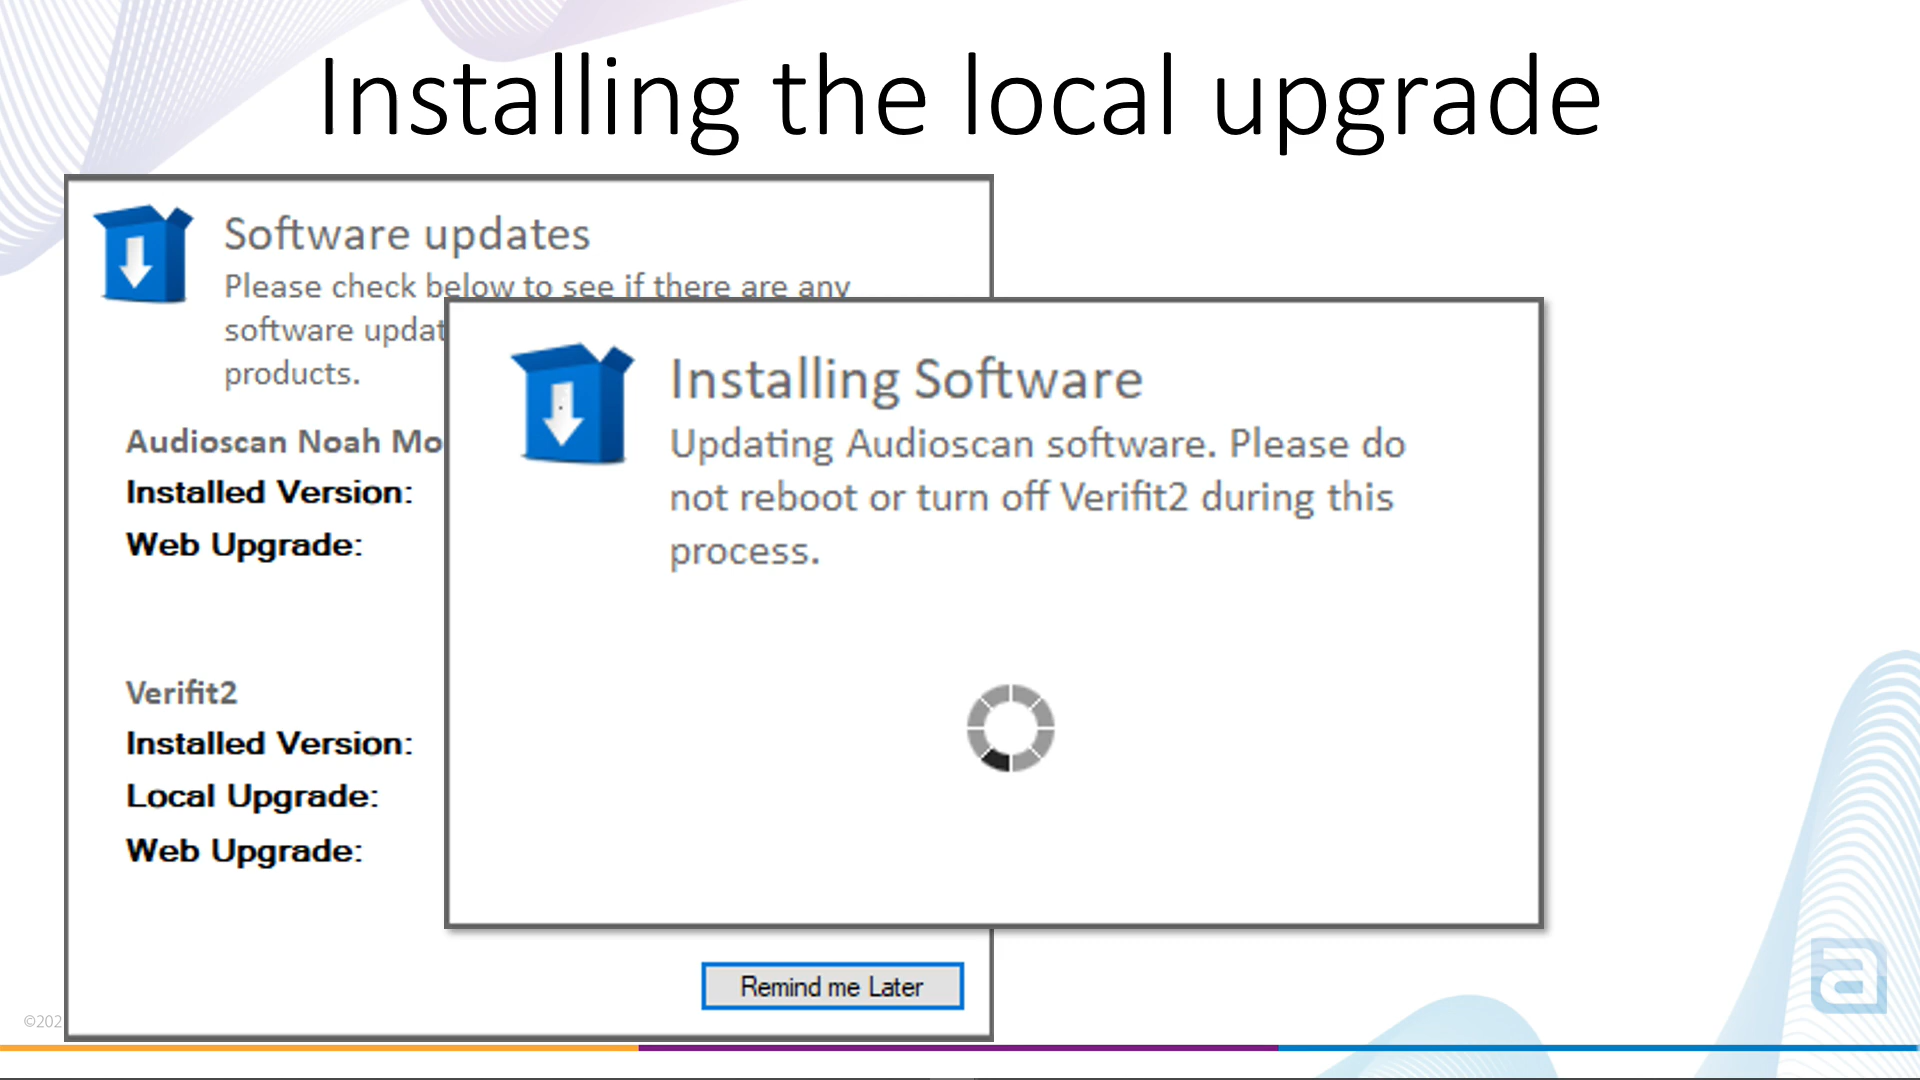 Installing the local upgrade
Software updates
Please check below to see if there are any
software updat
products.
Audioscan Noah Mo
Installed Version:
Web Upgrade:
Verifit2
Installed Version:
Local Upgrade:
Web Upgrade:
Installing Software
Updating Audioscan software. Please do
not reboot or turn off Verifit2 during this
process.
Remind me Later
©202
a